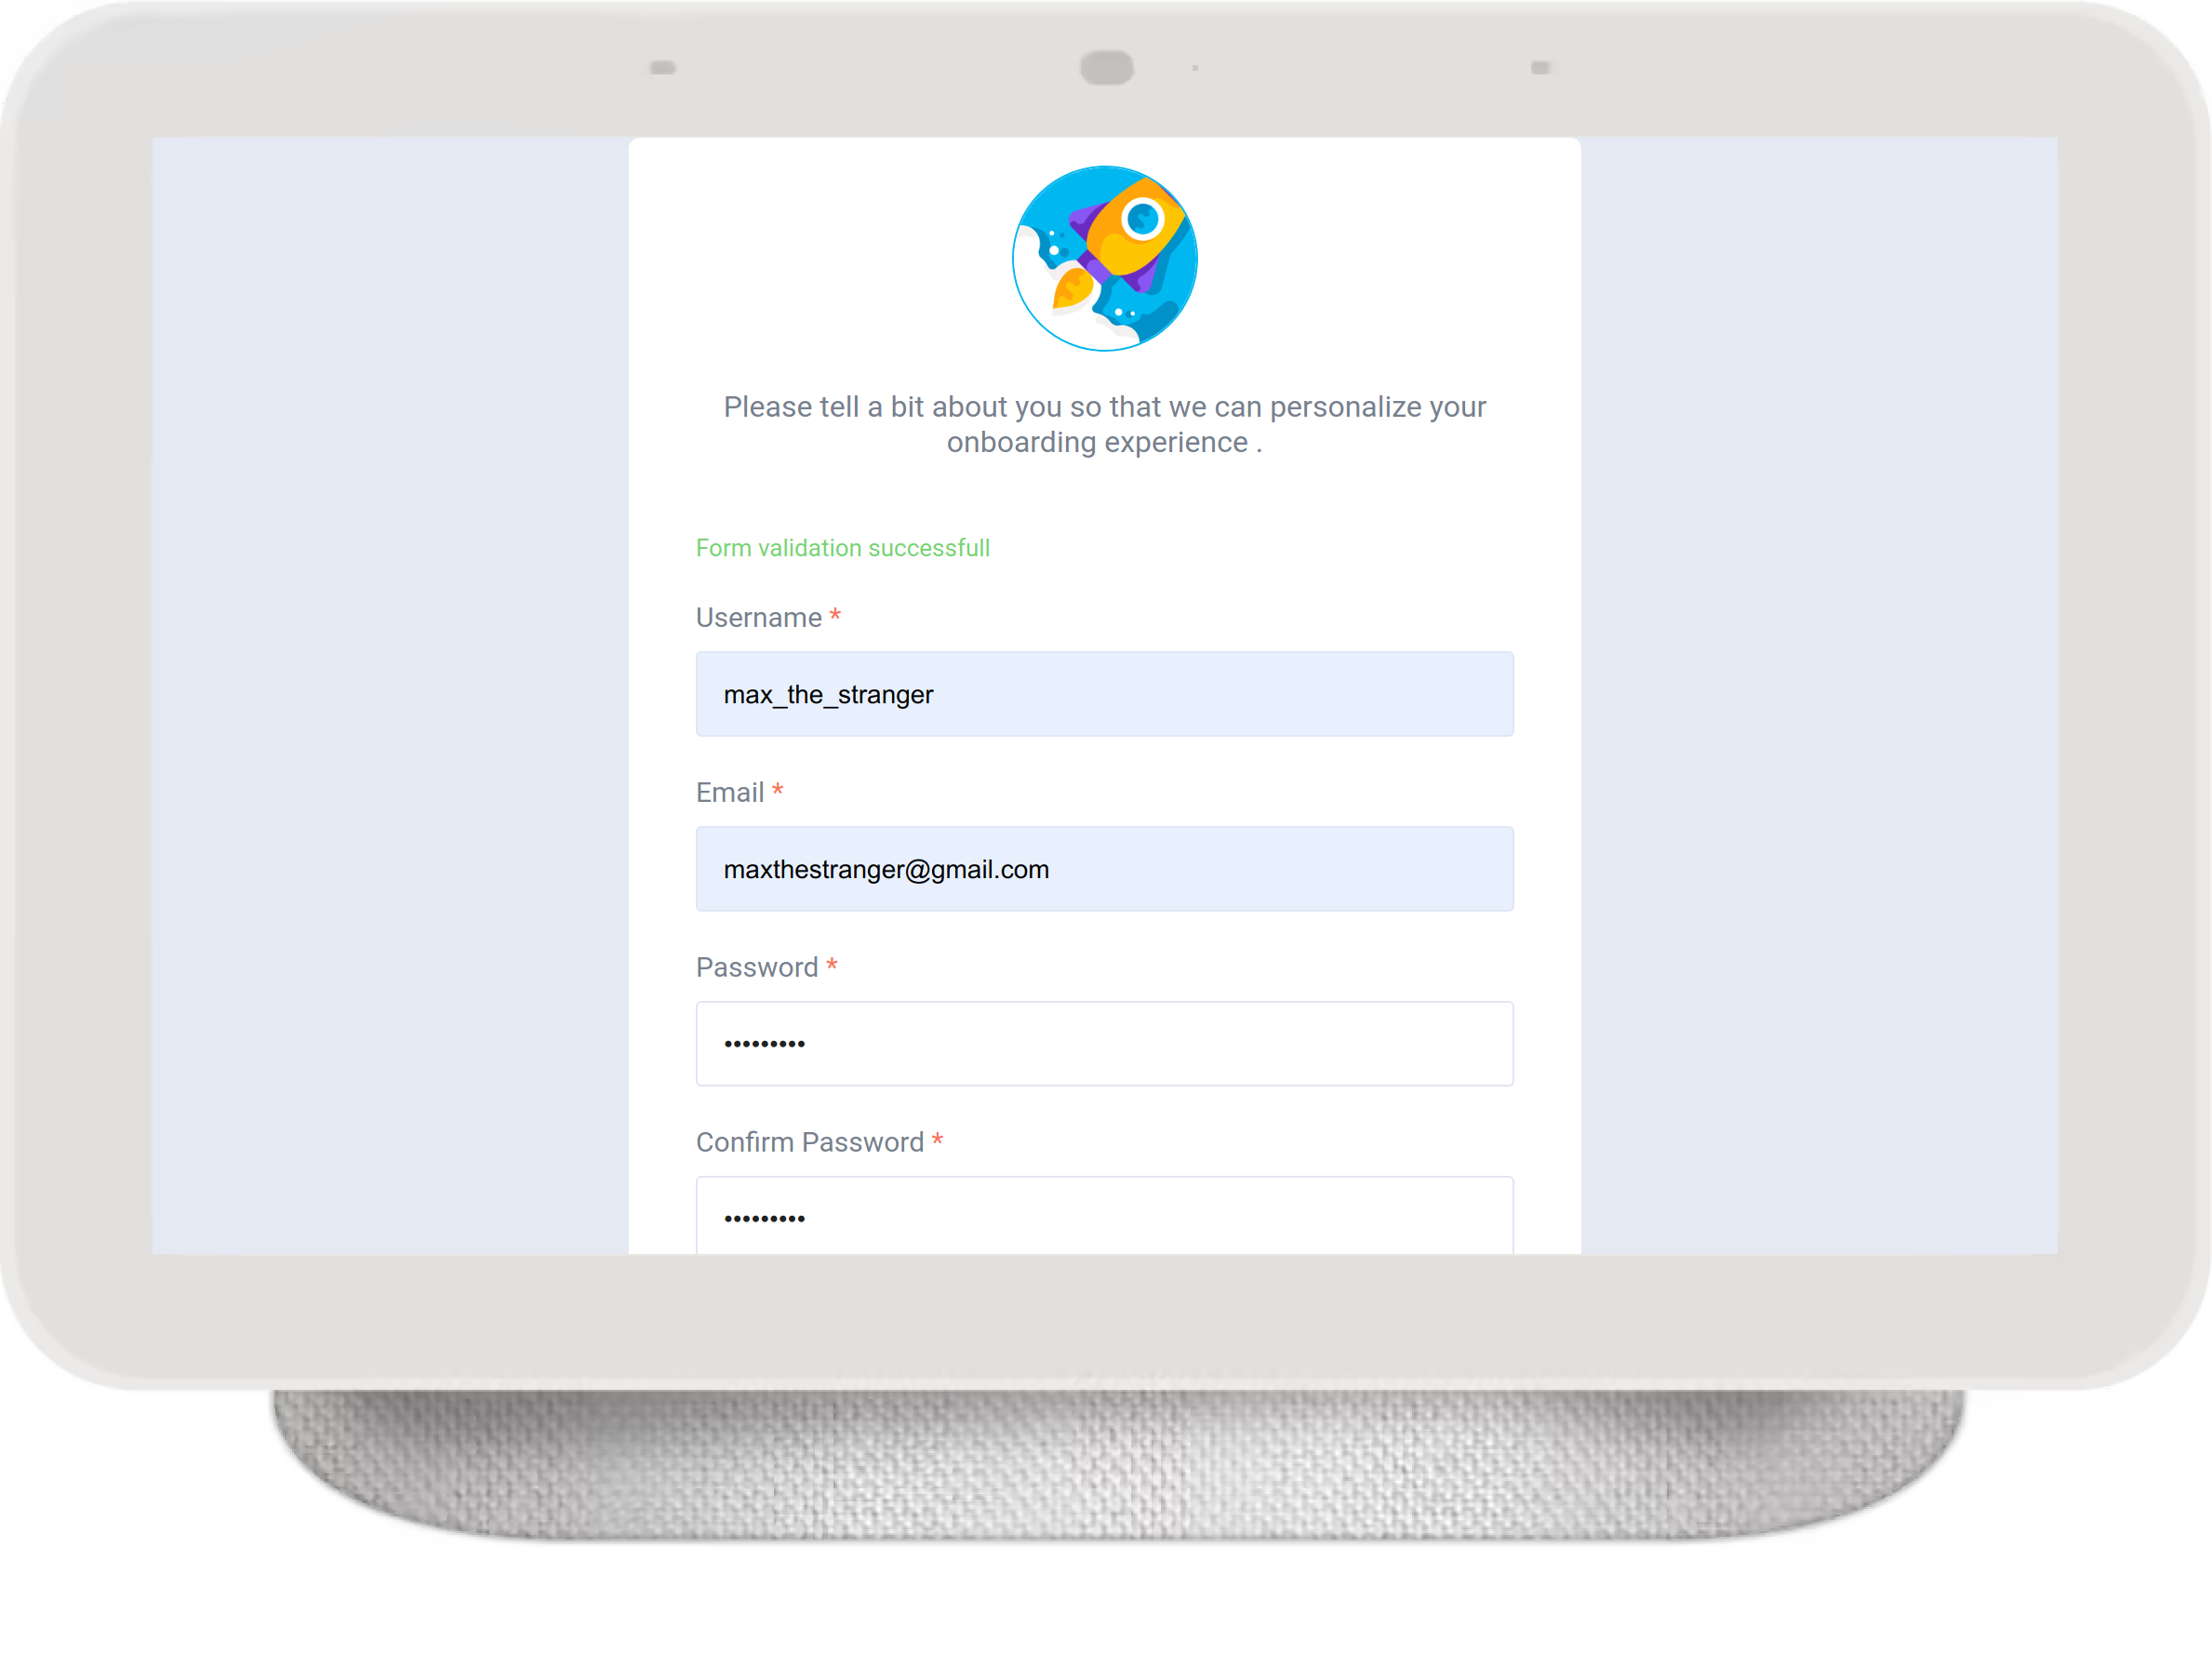 Please tell a bit about you so that we can personalize your
onboarding experience .
Form validation successfull
Username *
max_the_stranger
Email *
maxthestranger@gmail.com
Password *
•••••••••
Confirm Password *
•••••••••